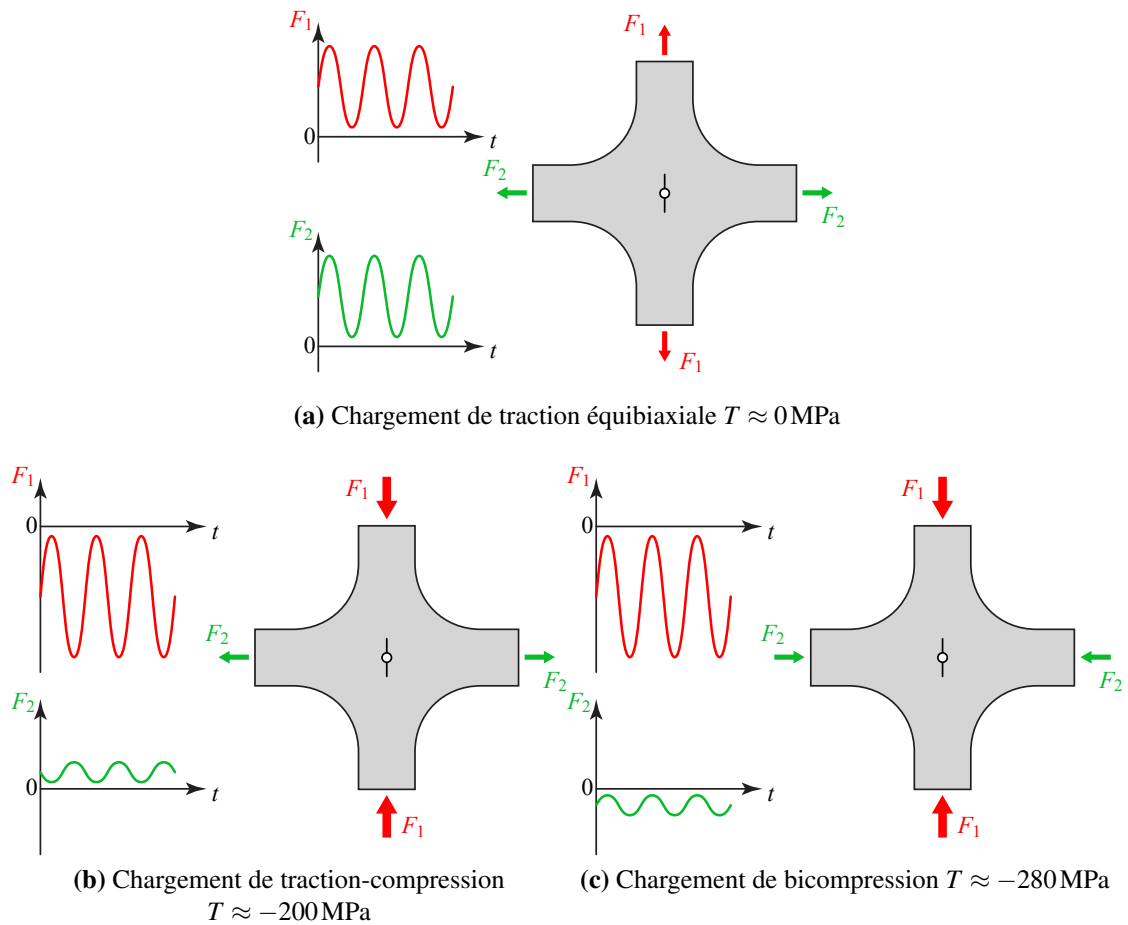 F1
0
t
F1
F2
F2
F2
0
t
F1
(a) Chargement de traction équibiaxiale T ≈ 0 MPa
F1
0
t
F1
F2
F2
F2
0
t
F1
(b) Chargement de traction-compression
T ≈ −200 MPa
F1
0
t
F1
F2
F2
F2
0
t
F1
(c) Chargement de bicompression T ≈ −280 MPa